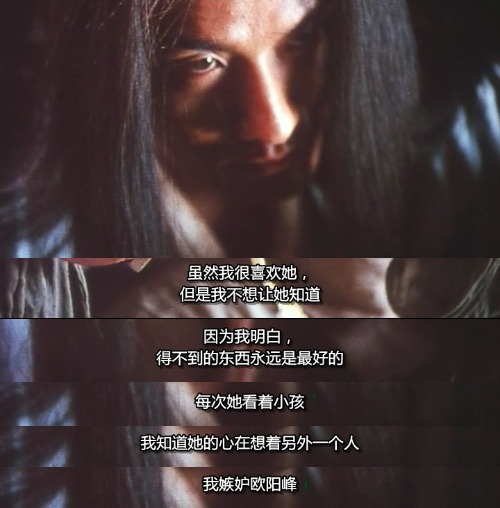 虽然我很喜欢她，
但是我不想让她知道
因为我明白，
得不到的东西永远是最好的
每次她看着小孩
我知道她的心在想着另外一个人
我嫉妒欧阳峰